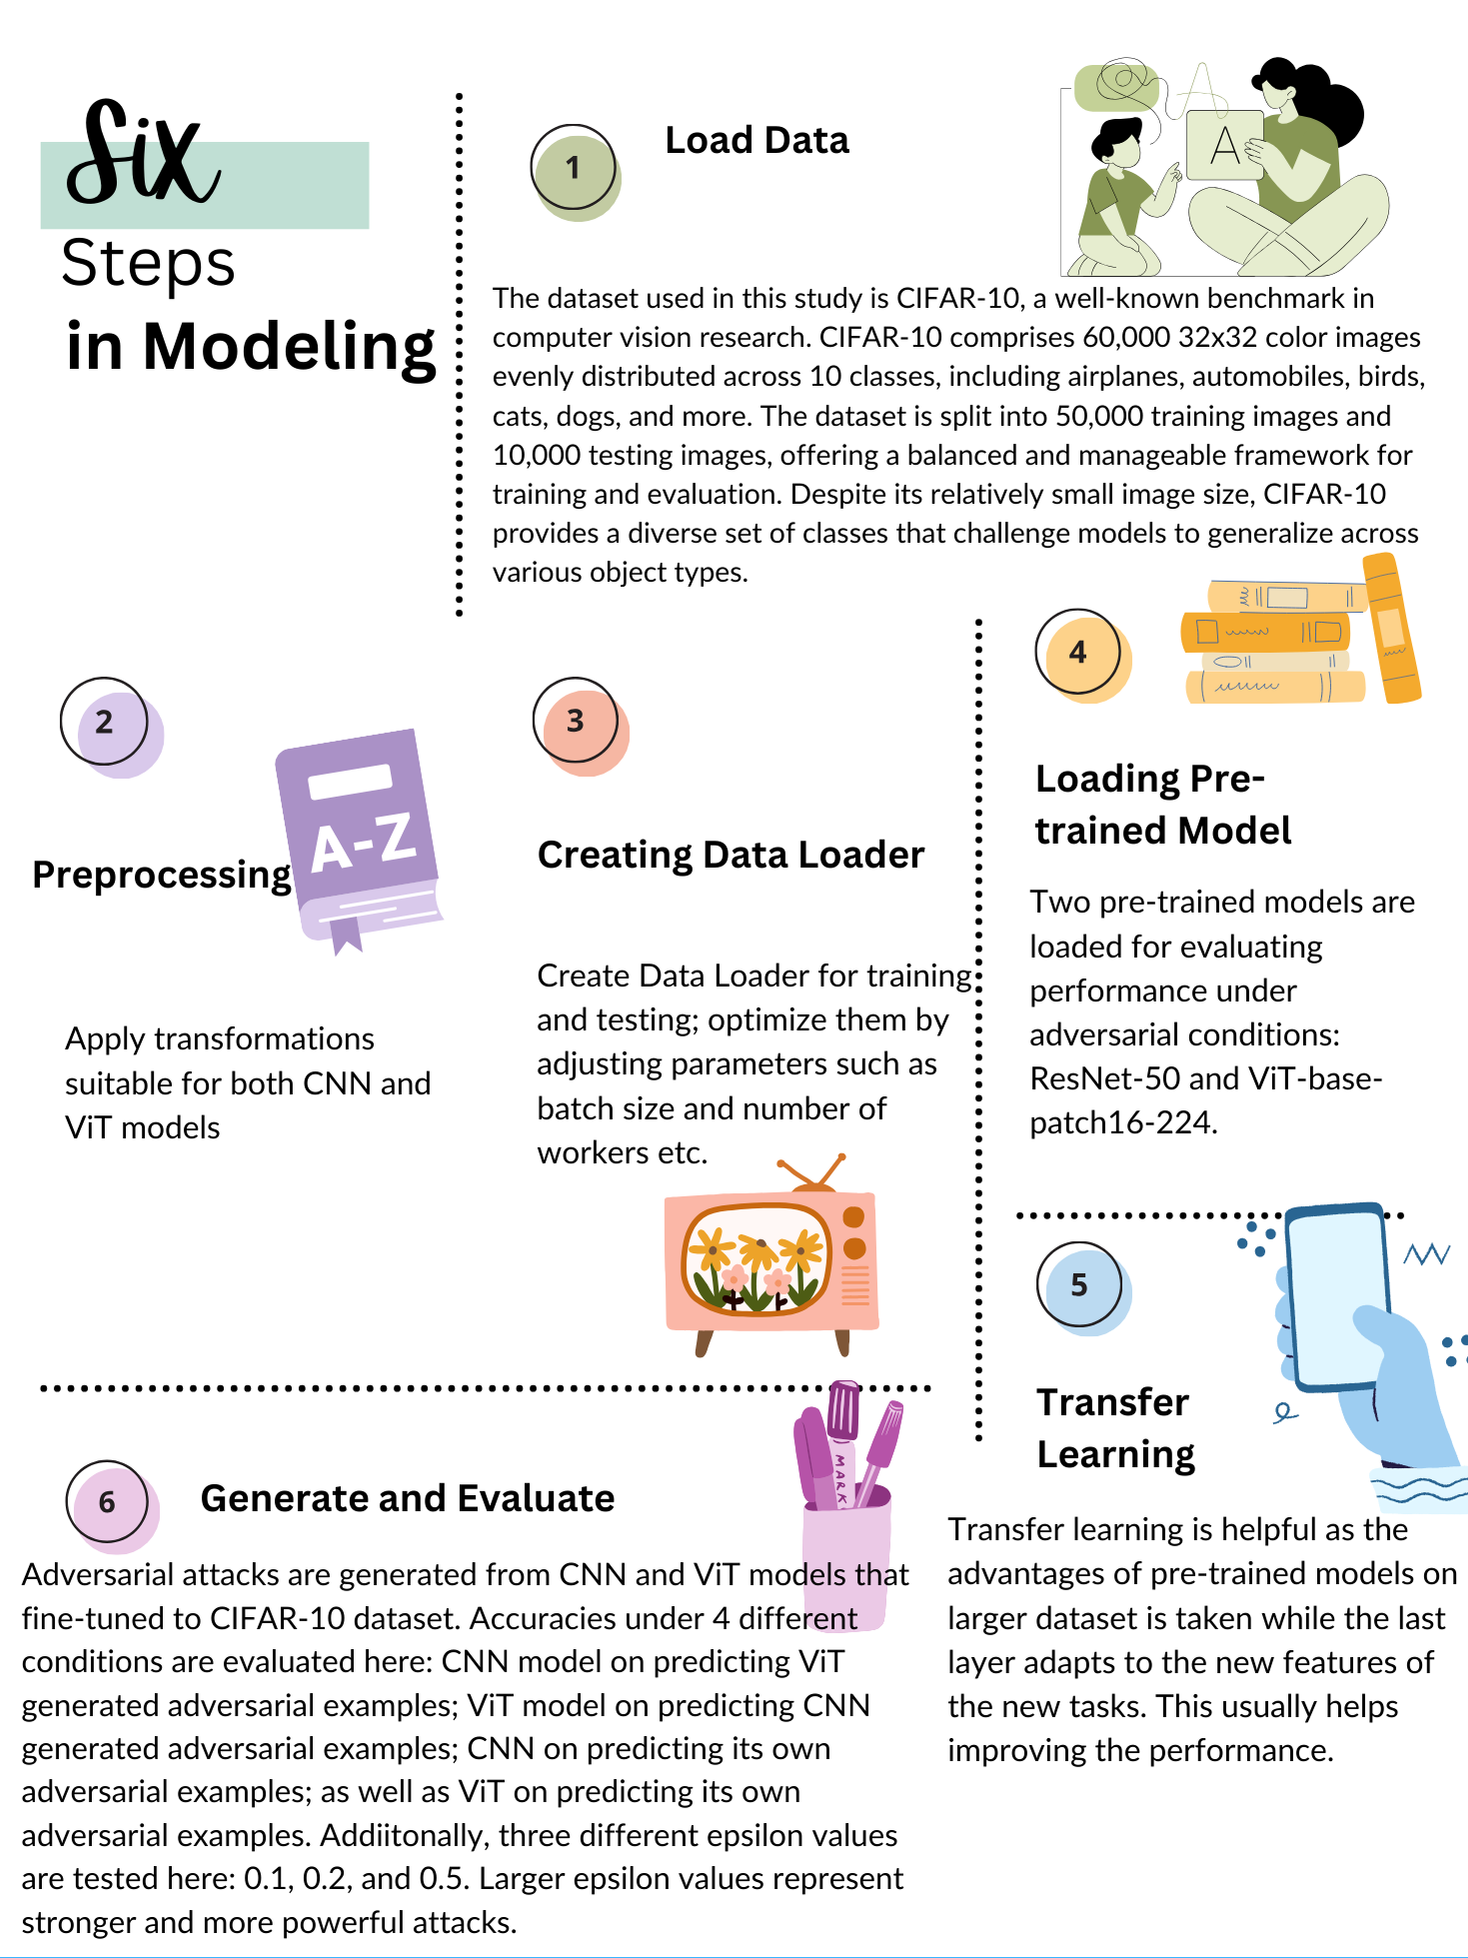 Six
Steps
in Modeling
1
Load Data
A
A
The dataset used in this study is CIFAR-10, a well-known benchmark in
computer vision research. CIFAR-10 comprises 60,000 32x32 color images
evenly distributed across 10 classes, including airplanes, automobiles, birds,
cats, dogs, and more. The dataset is split into 50,000 training images and
10,000 testing images, offering a balanced and manageable framework for
training and evaluation. Despite its relatively small image size, CIFAR-10
provides a diverse set of classes that challenge models to generalize across
various object types.
2
Preprocessing
A-Z
Apply transformations
suitable for both CNN and
ViT models
3
Creating Data Loader
Create Data Loader for training
and testing; optimize them by
adjusting parameters such as
batch size and number of
workers etc.
4
Loading Pre-
trained Model
Two pre-trained models are
loaded for evaluating
performance under
adversarial conditions:
ResNet-50 and ViT-base-
patch16-224.
5
Transfer
Learning
Transfer learning is helpful as the
advantages of pre-trained models on
larger dataset is taken while the last
layer adapts to the new features of
the new tasks. This usually helps
improving the performance.
6
Generate and Evaluate
MARK
Adversarial attacks are generated from CNN and ViT models that
fine-tuned to CIFAR-10 dataset. Accuracies under 4 different
conditions are evaluated here: CNN model on predicting ViT
generated adversarial examples; ViT model on predicting CNN
generated adversarial examples; CNN on predicting its own
adversarial examples; as well as ViT on predicting its own
adversarial examples. Addiitonally, three different epsilon values
are tested here: 0.1, 0.2, and 0.5. Larger epsilon values represent
stronger and more powerful attacks.